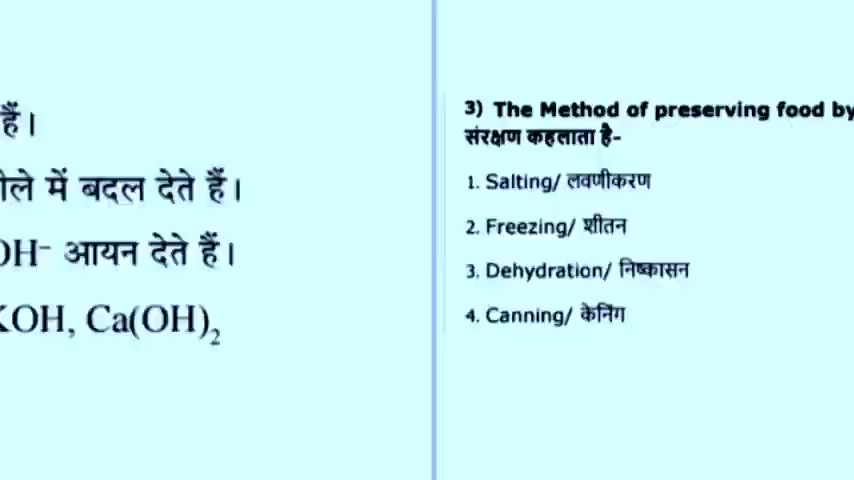 हैं।
में बदल देते हैं।
OH⁻ आयन देते हैं।
KOH, Ca(OH)₂
3) The Method of preserving food by
संरक्षण कहलाता है-
1. Salting/ लवणीकरण
2. Freezing/ शीतन
3. Dehydration/ निष्कासन
4. Canning/ केनिंग